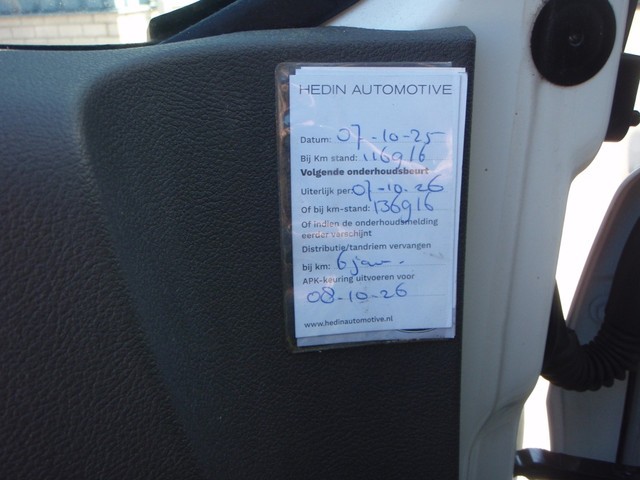 HEDIN AUTOMOTIVE
Datum: 07-10-25
Bij Km stand: 116916
Volgende onderhoudsbeurt
Uiterlijk per: 07-10-26
Of bij km-stand: 136916
Of indien de onderhoudsmelding
eerder verschijnt
Distributie/tandriem vervangen
bij km: 6 jaar.
APK-keuring uitvoeren voor
08-10-26
www.hedinautomotive.nl